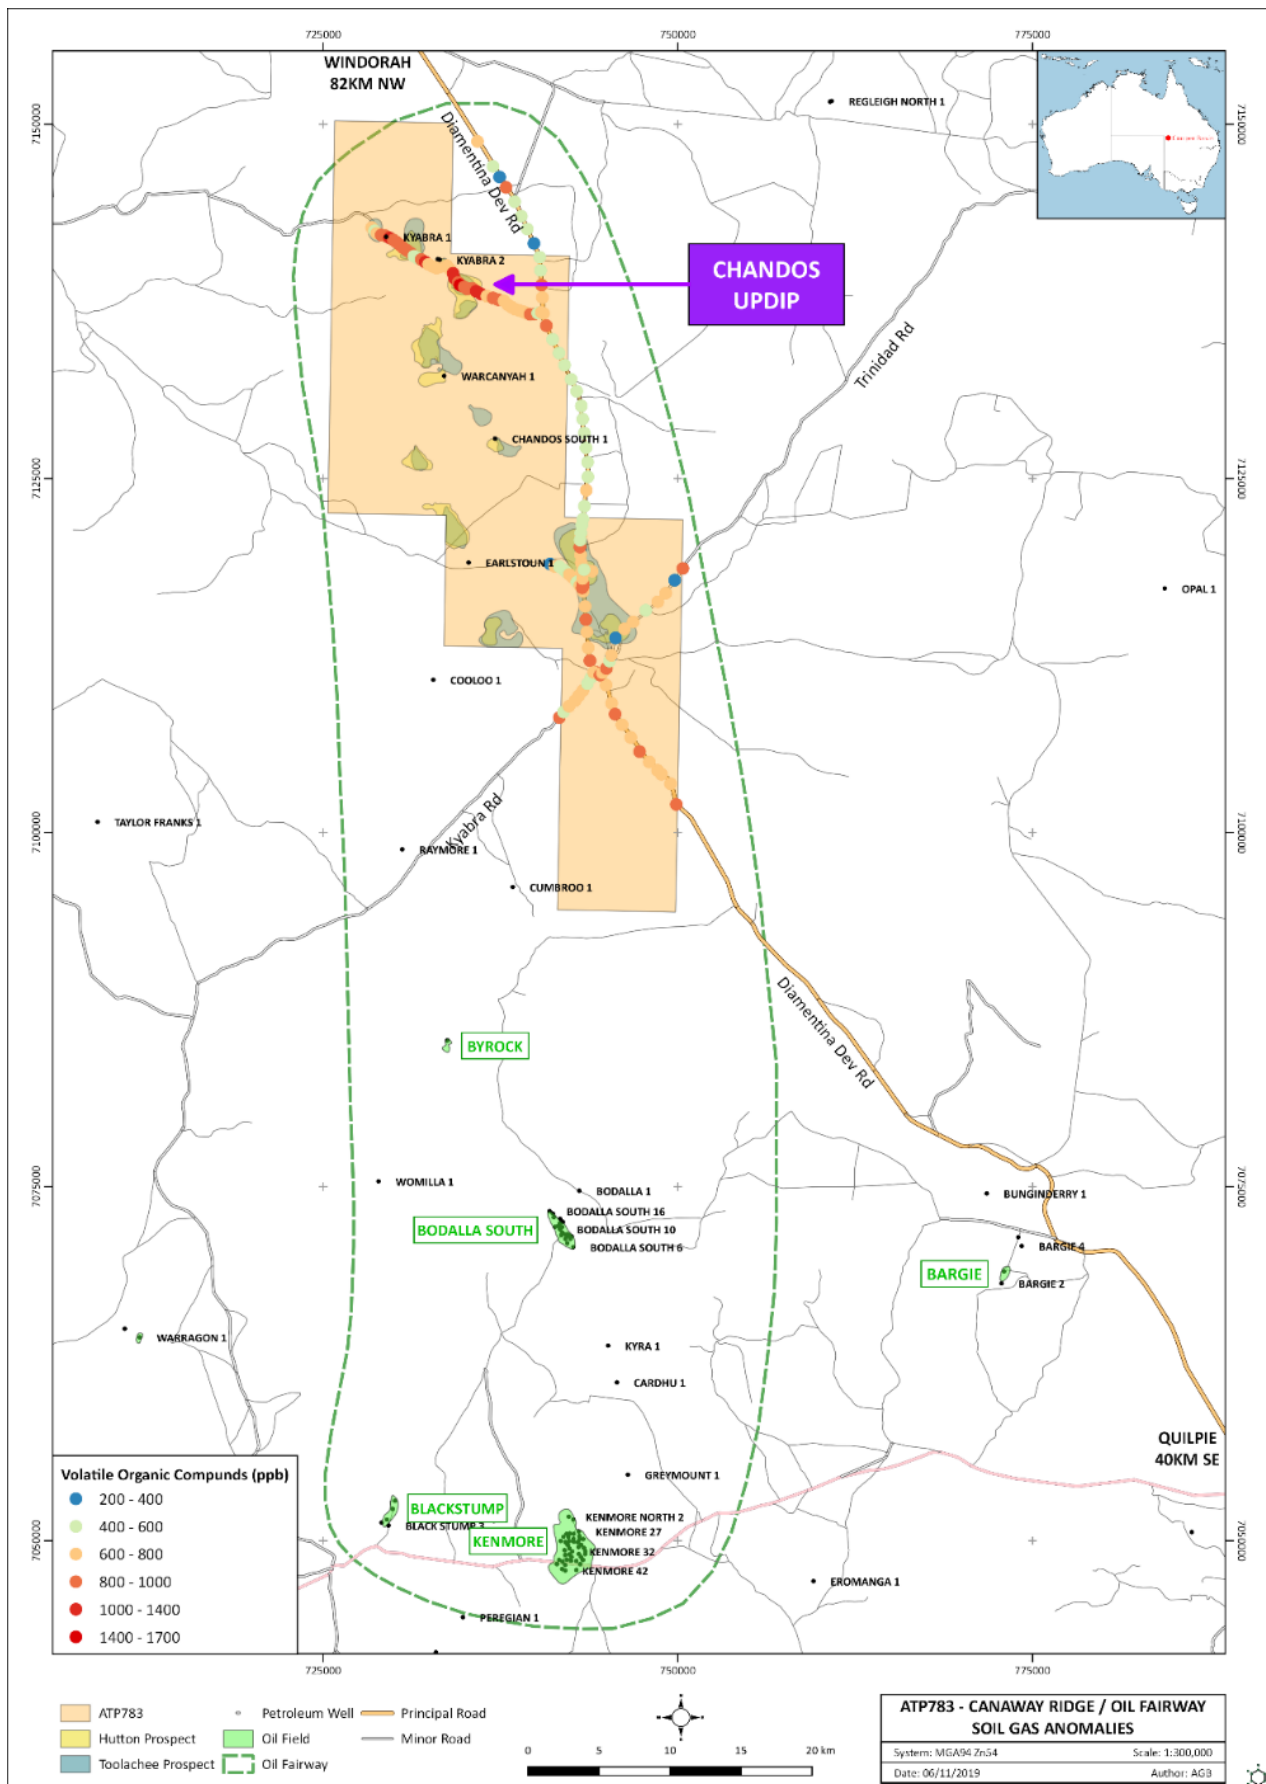 725000
750000
775000
WINDORAH
82KM NW
REGLEIGH NORTH 1
7150000
7150000
Diamentina Dev Rd
KYABRA 1
KYABRA 2
CHANDOS
UPDIP
Trinidad Rd
WARCANYAH 1
CHANDOS SOUTH 1
7125000
7125000
EARLSTOUN 1
OPAL 1
COOLOO 1
TAYLOR FRANKS 1
Kyabra Rd
7100000
7100000
RAYMORE 1
CUMBROO 1
Diamentina Dev Rd
BYROCK
WOMILLA 1
BODALLA 1
BUNGINDERRY 1
7075000
7075000
BODALLA SOUTH
BODALLA SOUTH 16
BODALLA SOUTH 10
BODALLA SOUTH 6
BARGIE 4
BARGIE
BARGIE 2
WARRAGON 1
KYRA 1
CARDHU 1
QUILPIE
40KM SE
GREYMOUNT 1
Volatile Organic Compunds (ppb)
200 - 400
400 - 600
600 - 800
800 - 1000
1000 - 1400
1400 - 1700
BLACKSTUMP
BLACK STUMP 3
KENMORE
KENMORE NORTH 2
KENMORE 27
KENMORE 32
KENMORE 42
7050000
7050000
EROMANGA 1
PEREGIAN 1
725000
750000
775000
ATP783
Hutton Prospect
Toolachee Prospect
Petroleum Well
Oil Field
Oil Fairway
Principal Road
Minor Road
0 5 10 15 20 km
ATP783 - CANAWAY RIDGE / OIL FAIRWAY
SOIL GAS ANOMALIES
System: MGA94 Zn54
Scale: 1:300,000
Date: 06/11/2019
Author: AGB